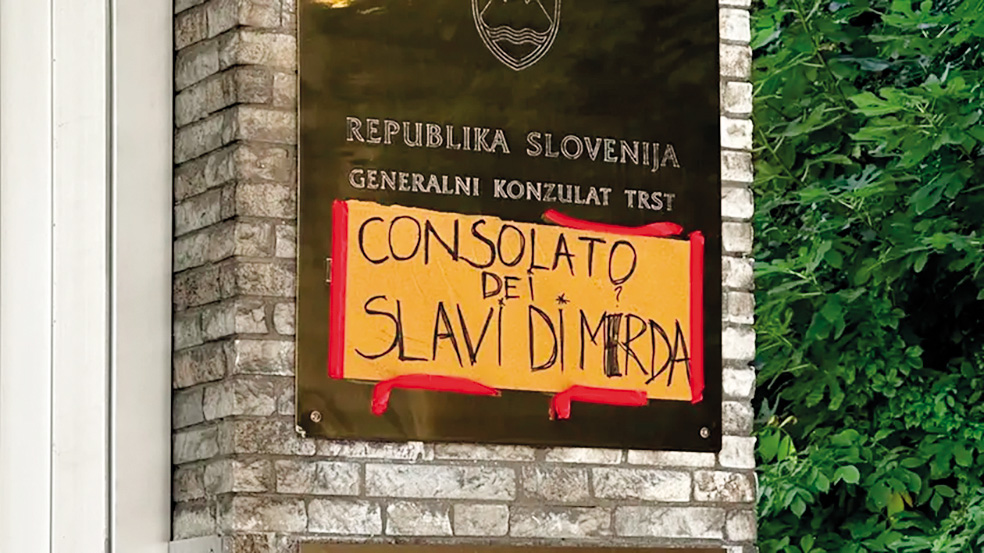 REPUBLIKA SLOVENIJA
GENERALNI KONZULAT TRST
CONSOLATO
DEI
SLAVI DI MERDA